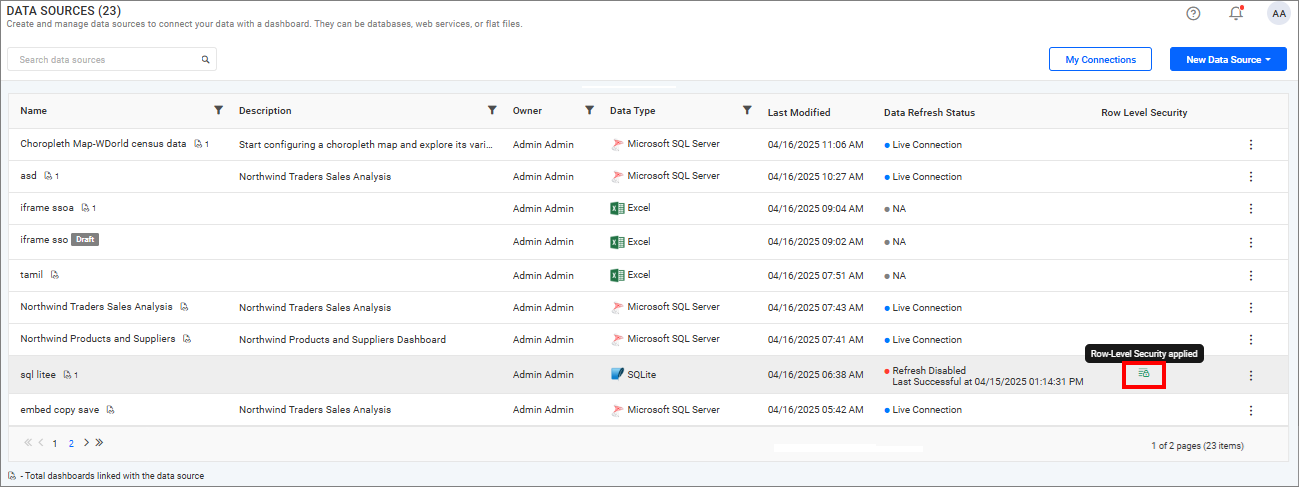 DATA SOURCES (23)
Create and manage data sources to connect your data with a dashboard. They can be databases, web services, or flat files.
AA
Search data sources
My Connections
New Data Source
Name Description Owner Data Type Last Modified Data Refresh Status Row Level Security
Choropleth Map-WDorld census data 1 Start configuring a choropleth map and explore its vari... Admin Admin Microsoft SQL Server 04/16/2025 11:06 AM Live Connection
asd 1 Northwind Traders Sales Analysis Admin Admin Microsoft SQL Server 04/16/2025 10:27 AM Live Connection
iframe ssoa 1 Admin Admin Excel 04/16/2025 09:04 AM NA
iframe sso Draft Admin Admin Excel 04/16/2025 09:02 AM NA
tamil Admin Admin Excel 04/16/2025 07:51 AM NA
Northwind Traders Sales Analysis Northwind Traders Sales Analysis Admin Admin Microsoft SQL Server 04/16/2025 07:43 AM Live Connection
Northwind Products and Suppliers Northwind Products and Suppliers Dashboard Admin Admin Microsoft SQL Server 04/16/2025 07:41 AM Live Connection
Row-Level Security applied
sql litee 1 Admin Admin SQLite 04/16/2025 06:38 AM Refresh Disabled
Last Successful at 04/15/2025 01:14:31 PM
embed copy save Northwind Traders Sales Analysis Admin Admin Microsoft SQL Server 04/16/2025 05:42 AM Live Connection
1 2
1 of 2 pages (23 items)
- Total dashboards linked with the data source